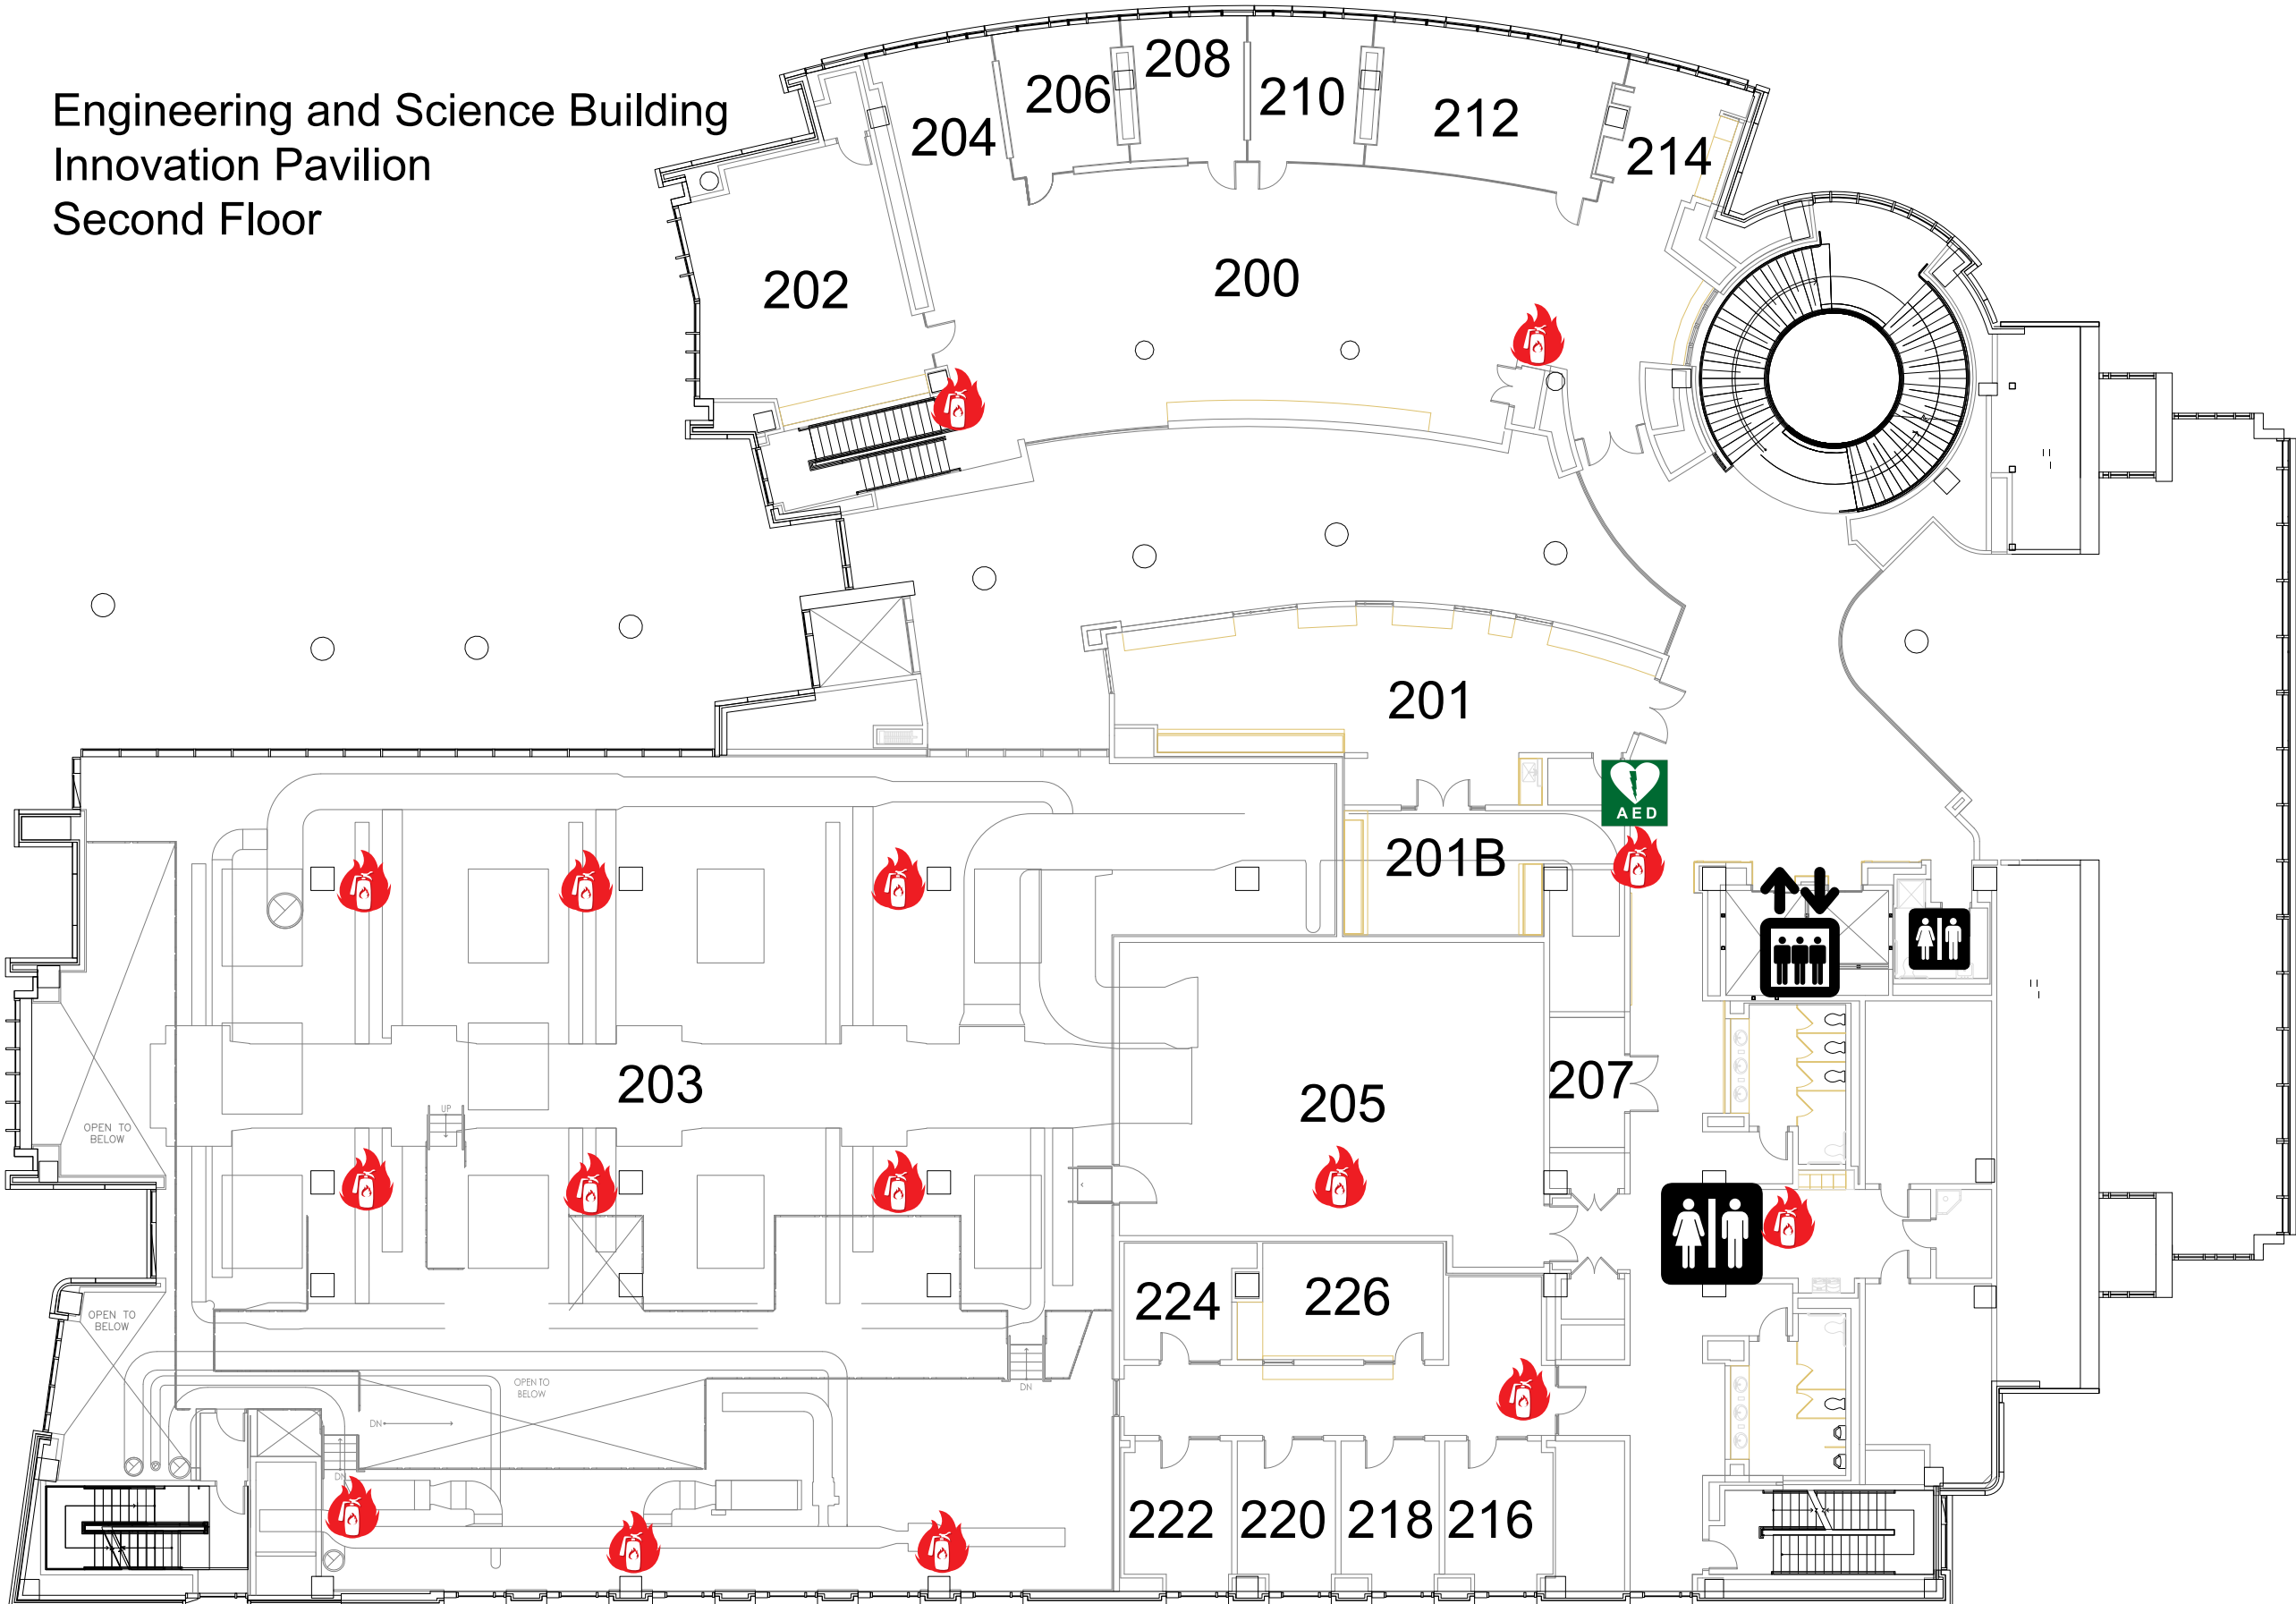 Engineering and Science Building
Innovation Pavilion
Second Floor
208
206
210
212
204
214
202
200
201
AED
201B
203
205
207
UP
OPEN TO
BELOW
OPEN TO
BELOW
224
226
OPEN TO
BELOW
DN
DN
DN
222
220
218
216